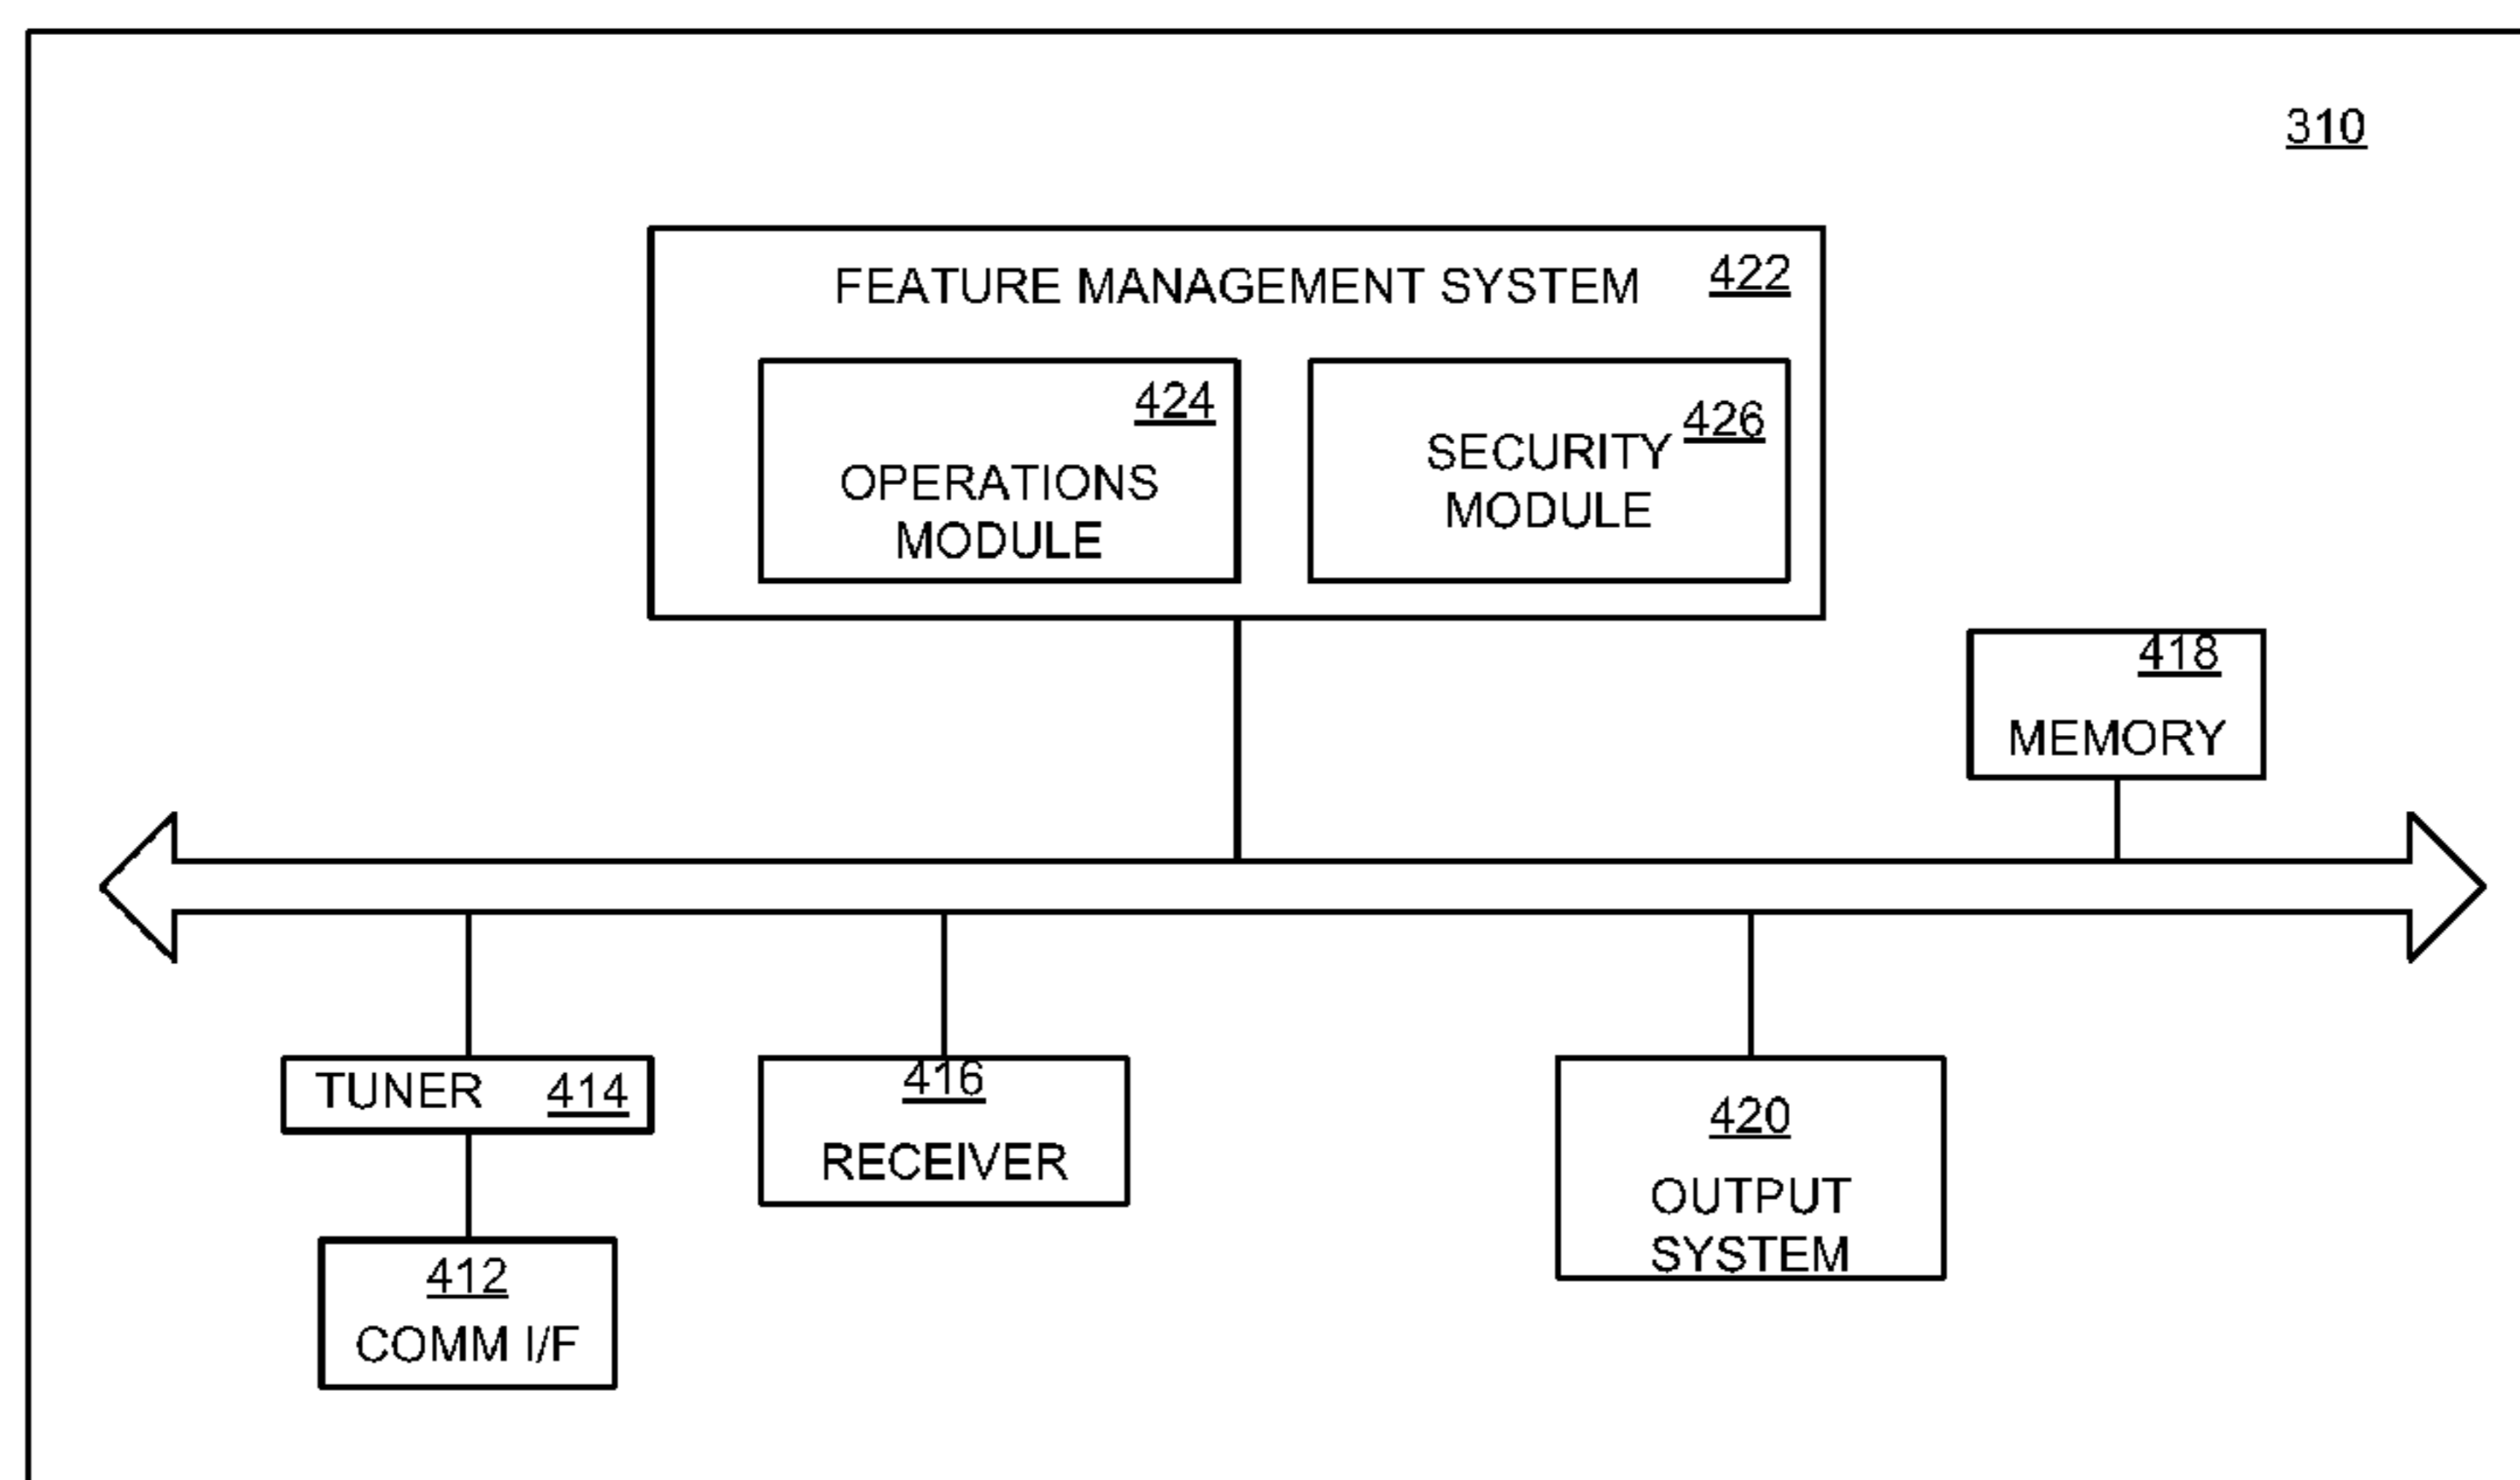 310
FEATURE MANAGEMENT SYSTEM 422
424
OPERATIONS
MODULE
426
SECURITY
MODULE
418
MEMORY
TUNER 414
416
RECEIVER
420
OUTPUT
SYSTEM
412
COMM I/F